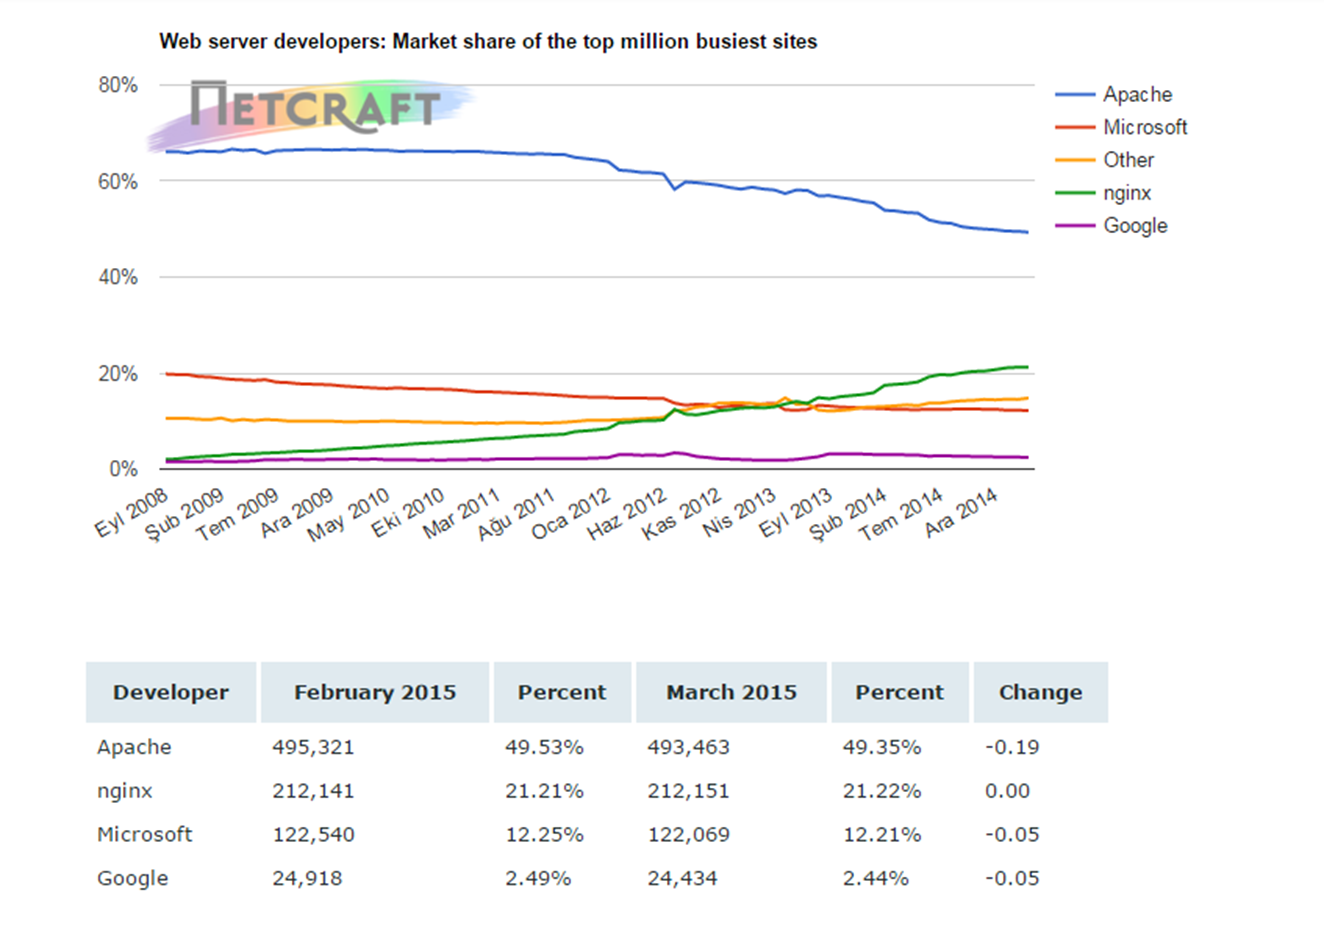 Web server developers: Market share of the top million busiest sites
80%
NETCRAFT
60%
40%
20%
0%
Apache
Microsoft
Other
nginx
Google
Eyl 2008
Şub 2009
Tem 2009
Ara 2009
May 2010
Eki 2010
Mar 2011
Ağu 2011
Oca 2012
Haz 2012
Kas 2012
Nis 2013
Eyl 2013
Şub 2014
Tem 2014
Ara 2014
Developer February 2015 Percent March 2015 Percent Change
Apache 495,321 49.53% 493,463 49.35% -0.19
nginx 212,141 21.21% 212,151 21.22% 0.00
Microsoft 122,540 12.25% 122,069 12.21% -0.05
Google 24,918 2.49% 24,434 2.44% -0.05